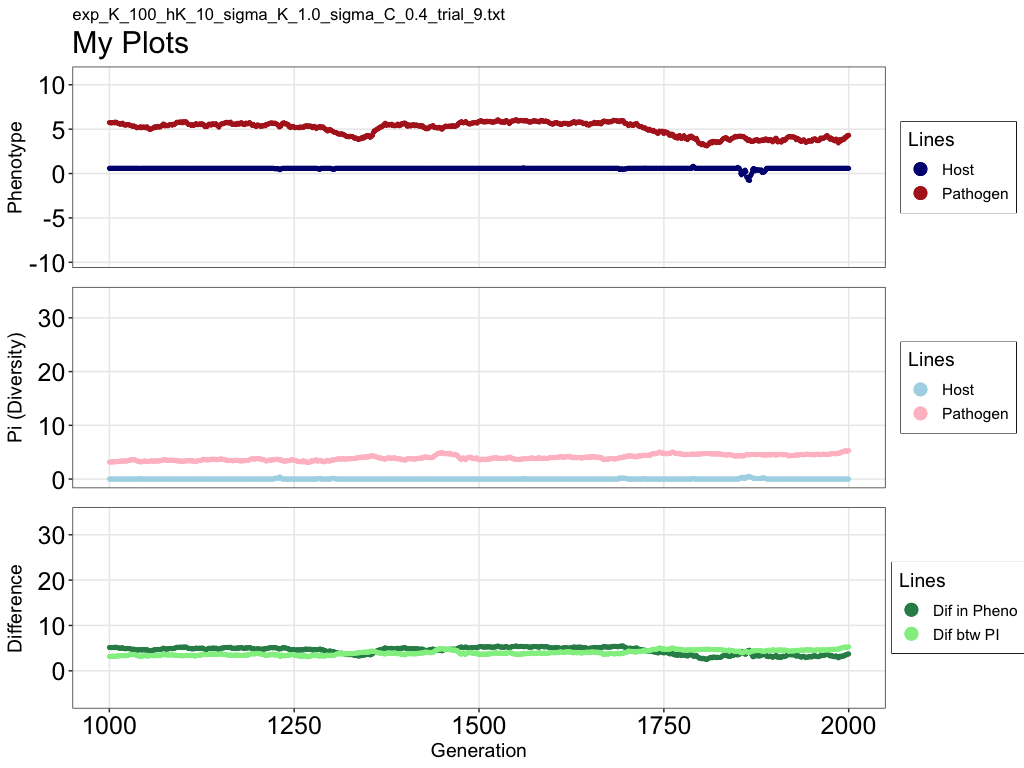 exp_K_100_hK_10_sigma_K_1.0_sigma_C_0.4_trial_9.txt
My Plots
Phenotype
10
5
0
-5
-10
Lines
Host
Pathogen
Pi (Diversity)
30
20
10
0
Lines
Host
Pathogen
Difference
30
20
10
0
Lines
Dif in Pheno
Dif btw PI
1000 1250 1500 1750 2000
Generation